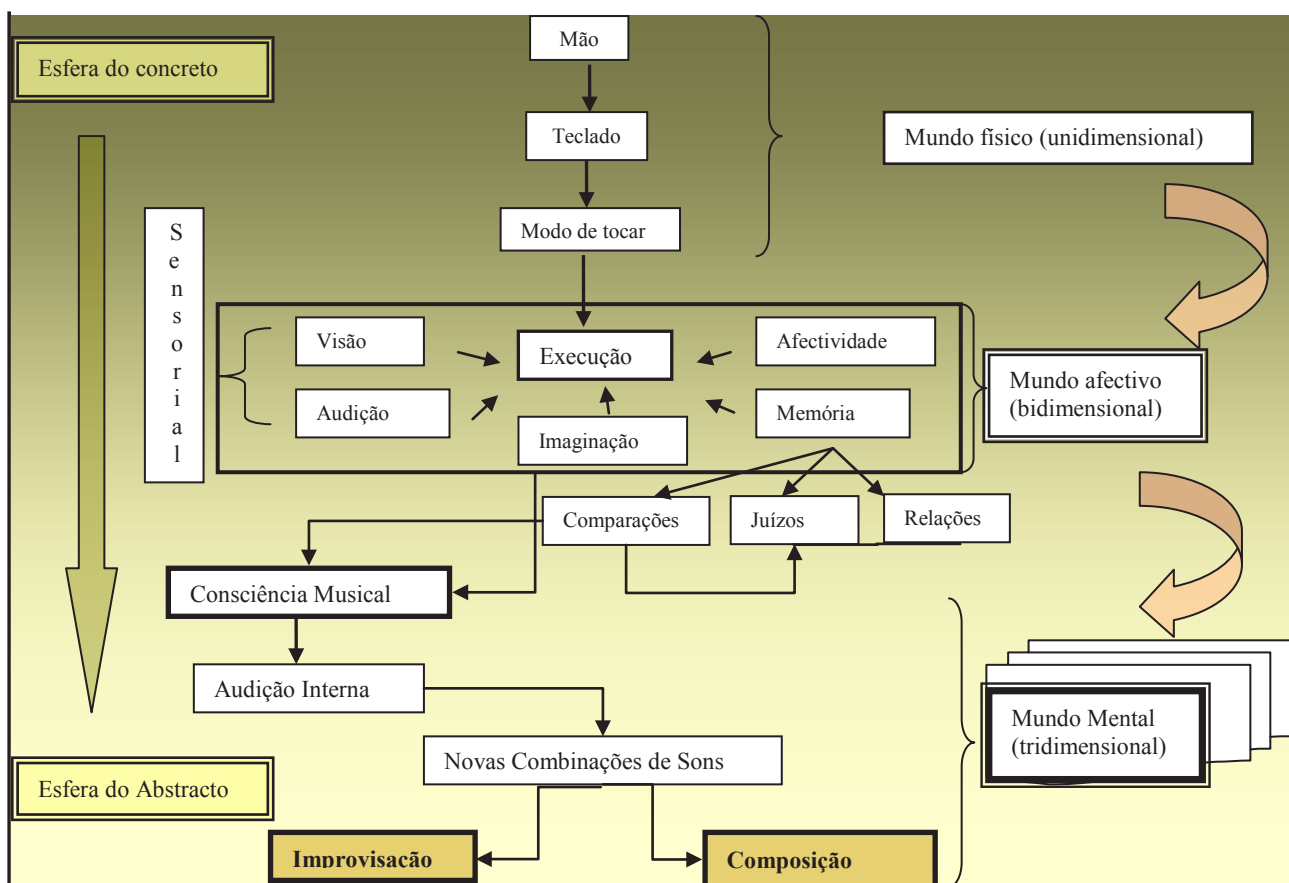 Mão
Esfera do concreto
Teclado
Mundo físico (unidimensional)
Modo de tocar
S
e
n
s
o
r
i
a
l
Visão
Execução
Afectividade
Mundo afectivo
(bidimensional)
Audição
Imaginação
Memória
Comparações
Juízos
Relações
Consciência Musical
Audição Interna
Mundo Mental
(tridimensional)
Novas Combinações de Sons
Esfera do Abstracto
Improvisação
Composição